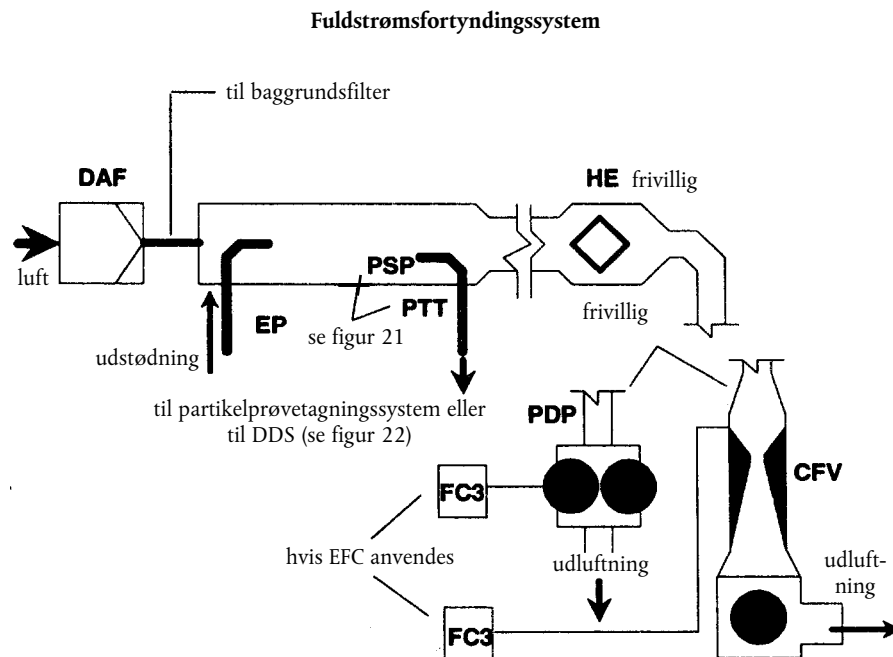 Fuldstrømsfortyndingssystem
til baggrundsfilter
DAF
HE frivillig
luft
PSP
EP
PTT
frivillig
se figur 21
udstødning
til partikelprøvetagningssystem eller
til DDS (se figur 22)
PDP
CFV
FC3
hvis EFC anvendes
udluftning
udluft-
ning
FC3